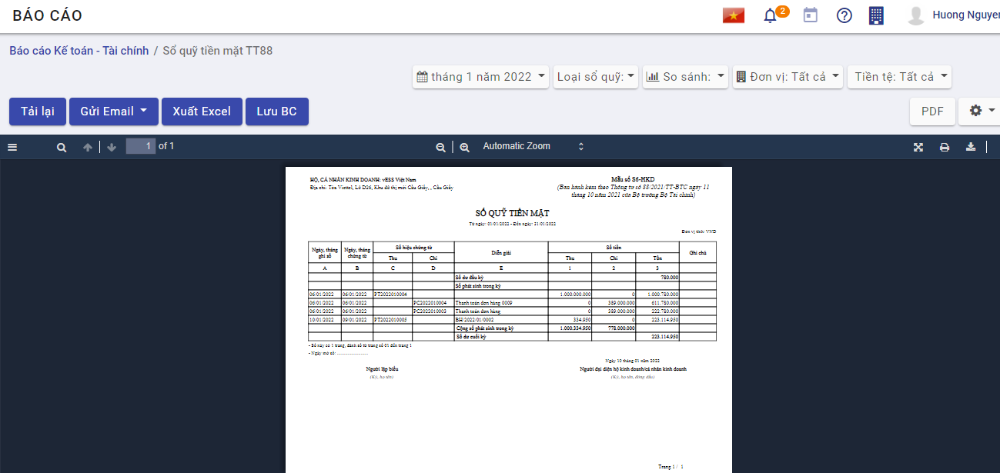 BÁO CÁO
2
Huong Nguyen
Báo cáo Kế toán - Tài chính / Sổ quỹ tiền mặt TT88
tháng 1 năm 2022 Loại sổ quỹ: So sánh: Đơn vị: Tất cả Tiền tệ: Tất cả
Tải lại Gửi Email Xuất Excel Lưu BC PDF
1 of 1 Automatic Zoom
HỘ, CÁ NHÂN KINH DOANH: vESS Việt Nam
Địa chỉ: Tòa Viettel, Lô D26, Khu đô thị mới Cầu Giấy, , Cầu Giấy
Mẫu số S6-HKD
(Ban hành kèm theo Thông tư số 88/2021/TT-BTC ngày 11
tháng 10 năm 2021 của Bộ trưởng Bộ Tài chính)
SỔ QUỸ TIỀN MẶT
Từ ngày: 01/01/2022 - Đến ngày: 31/01/2022
Đơn vị tính: VND
Ngày, tháng ghi sổ Ngày, tháng chứng từ Số hiệu chứng từ Diễn giải Số tiền Ghi chú
Thu Chi Thu Chi Tồn
A B C D E 1 2 3
Số dư đầu kỳ 780.000
Số phát sinh trong kỳ
06/01/2022 06/01/2022 PT2022010004 1.000.000.000 0 1.000.780.000
06/01/2022 06/01/2022 PC2022010004 Thanh toán đơn hàng 0009 0 389.000.000 611.780.000
06/01/2022 06/01/2022 PC2022010003 Thanh toán đơn hàng 0 389.000.000 222.780.000
10/01/2022 09/01/2022 PT2022010005 BH/2022/01/0002 334.950 0 223.114.950
Cộng số phát sinh trong kỳ 1.000.334.950 778.000.000
Số dư cuối kỳ 223.114.950
- Sổ này có 1 trang, đánh số từ trang số 01 đến trang 1
- Ngày mở sổ: ........................
Ngày 10 tháng 01 năm 2022
Người lập biểu Người đại diện hộ kinh doanh/cá nhân kinh doanh
(Ký, họ tên) (Ký, họ tên, đóng dấu)
Trang 1 / 1